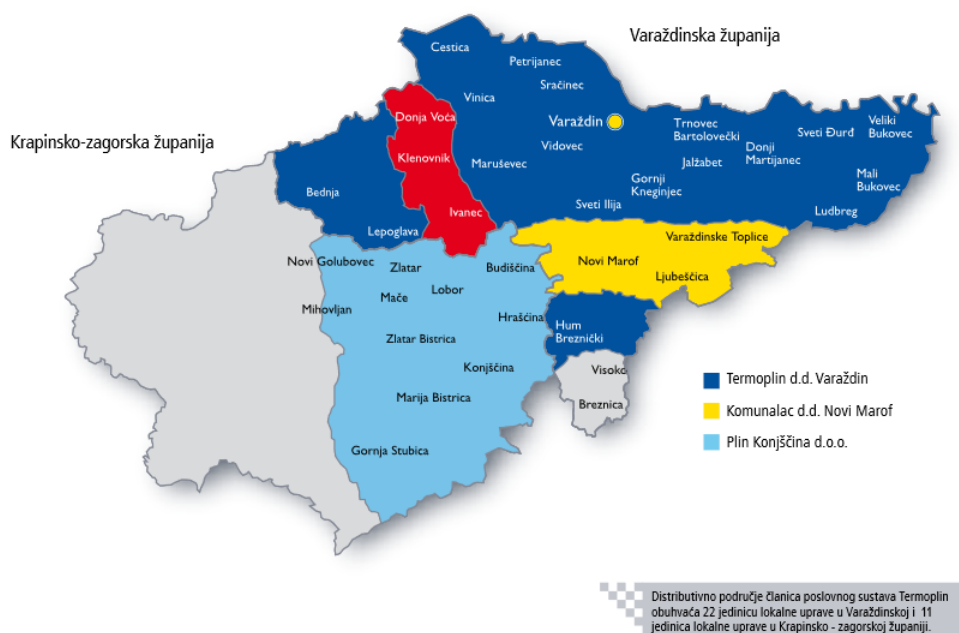 Varaždinska županija
Krapinsko-zagorska županija
Cestica
Petrijanec
Sračinec
Vinica
Donja Voća
Varaždin
Trnovec
Bartolovečki
Sveti Đurđ
Veliki
Bukovec
Vidovec
Donji
Martijanec
Klenovnik
Maruševec
Jalžabet
Mali
Bukovec
Bednja
Gornji
Kneginjec
Ivanec
Sveti Ilija
Ludbreg
Lepoglava
Varaždinske Toplice
Novi Golubovec
Zlatar
Budiščina
Novi Marof
Ljubeščica
Lobor
Mače
Mihovljan
Hrašćina
Hum
Breznički
Zlatar Bistrica
Konjščina
Visoko
Marija Bistrica
Breznica
Gornja Stubica
Termoplin d.d. Varaždin
Komunalac d.d. Novi Marof
Plin Konjščina d.o.o.
Distributivno područje članica poslovnog sustava Termoplin
obuhvaća 22 jedinicu lokalne uprave u Varaždinskoj i 11
jedinica lokalne uprave u Krapinsko - zagorskoj županiji.